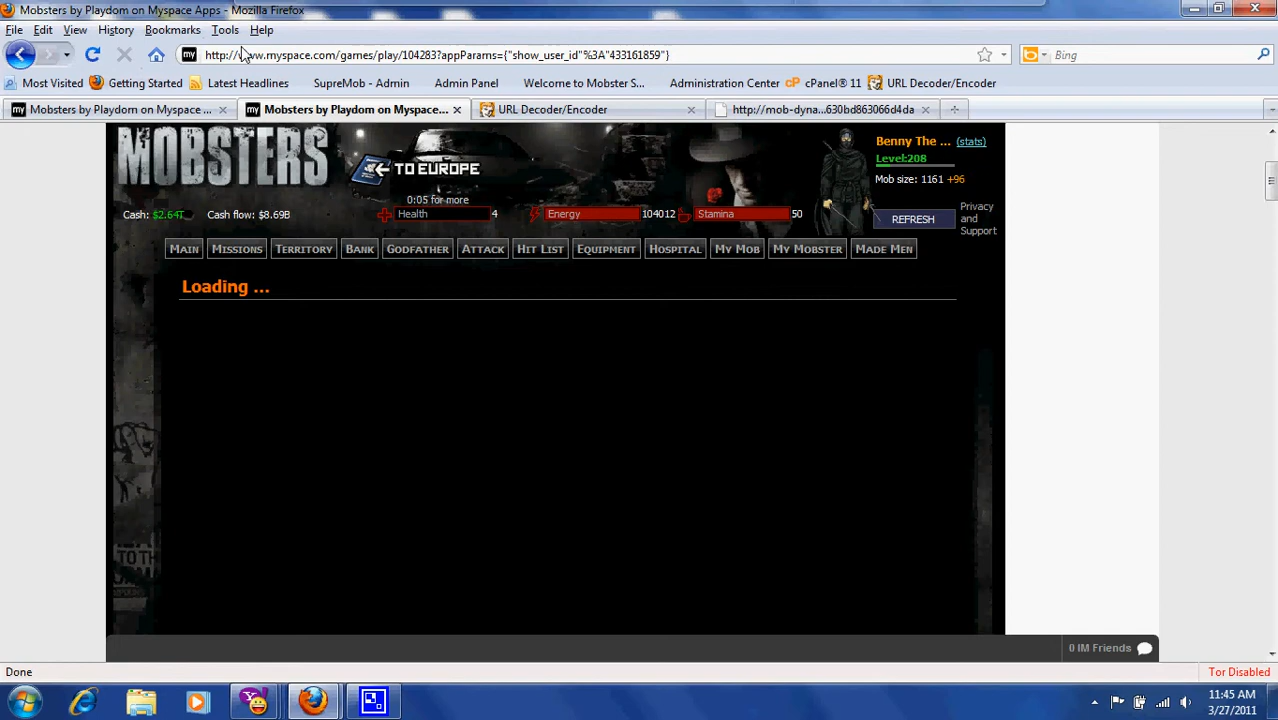 Mobsters by Playdom on Myspace Apps - Mozilla Firefox
File Edit View History Bookmarks Tools Help
http://www.myspace.com/games/play/104283?appParams={"show_user_id"%3A"433161859"} Bing
Most Visited Getting Started Latest Headlines SupreMob - Admin Admin Panel Welcome to Mobster S... Administration Center cPanel® 11 URL Decoder/Encoder
Mobsters by Playdom on Myspace ... Mobsters by Playdom on Myspace... URL Decoder/Encoder http://mob-dyna...630bd863066d4da
MOBSTERS
TO EUROPE
Benny The ... (stats)
Level:208
Mob size: 1161 +96
0:05 for more
Cash: $2.64T Cash flow: $8.69B Health 4 Energy 104012 Stamina 50
REFRESH
Privacy
and
Support
MAIN MISSIONS TERRITORY BANK GODFATHER ATTACK HIT LIST EQUIPMENT HOSPITAL MY MOB MY MOBSTER MADE MEN
Loading ...
0 IM Friends
Done Tor Disabled
11:45 AM
3/27/2011